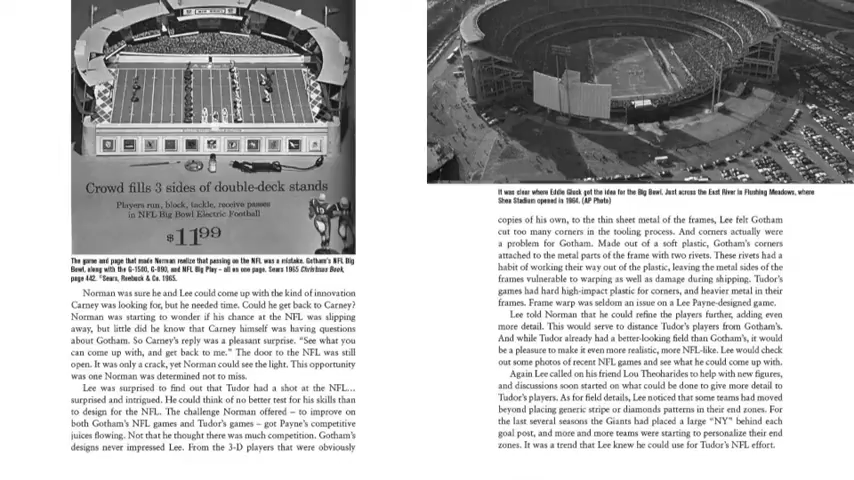 Crowd fills 3 sides of double-deck stands
Players run, block, tackle, receive passes
in NFL Big Bowl Electric Football
$11.99
The game and page that made Norman realize that passing on the NFL was a mistake. Gotham's NFL Big
Bowl, along with the G-1500, G-890, and NFL Big Play – all on one page. Sears 1965 Christmas Book,
page 442. ©Sears, Roebuck & Co. 1965.
Norman was sure he and Lee could come up with the kind of innovation
Carney was looking for, but he needed time. Could he get back to Carney?
Norman was starting to wonder if his chance at the NFL was slipping
away, but little did he know that Carney himself was having questions
about Gotham. So Carney's reply was a pleasant surprise. “See what you
can come up with, and get back to me.” The door to the NFL was still
open. It was only a crack, yet Norman could see the light. This opportunity
was one Norman was determined not to miss.
Lee was surprised to find out that Tudor had a shot at the NFL…
surprised and intrigued. He could think of no better test for his skills than
to design for the NFL. The challenge Norman offered – to improve on
both Gotham's NFL games and Tudor's games – got Payne's competitive
juices flowing. Not that he thought there was much competition. Gotham's
designs never impressed Lee. From the 3-D players that were obviously
It was clear where Eddie Gluck got the idea for the Big Bowl. Just across the East River in Flushing Meadows, where
Shea Stadium opened in 1964. (AP Photo)
copies of his own, to the thin sheet metal of the frames, Lee felt Gotham
cut too many corners in the tooling process. And corners actually were
a problem for Gotham. Made out of a soft plastic, Gotham's corners
attached to the metal parts of the frame with two rivets. These rivets had a
habit of working their way out of the plastic, leaving the metal sides of the
frames vulnerable to warping as well as damage during shipping. Tudor's
games had hard high-impact plastic for corners, and heavier metal in their
frames. Frame warp was seldom an issue on a Lee Payne-designed game.
Lee told Norman that he could refine the players further, adding even
more detail. This would serve to distance Tudor's players from Gotham's.
And while Tudor already had a better-looking field than Gotham's, it would
be a pleasure to make it even more realistic, more NFL-like. Lee would check
out some photos of recent NFL games and see what he could come up with.
Again Lee called on his friend Lou Theoharides to help with new figures,
and discussions soon started on what could be done to give more detail to
Tudor's players. As for field details, Lee noticed that some teams had moved
beyond placing generic stripe or diamonds patterns in their end zones. For
the last several seasons the Giants had placed a large “NY” behind each
goal post, and more and more teams were starting to personalize their end
zones. It was a trend that Lee knew he could use for Tudor's NFL effort.